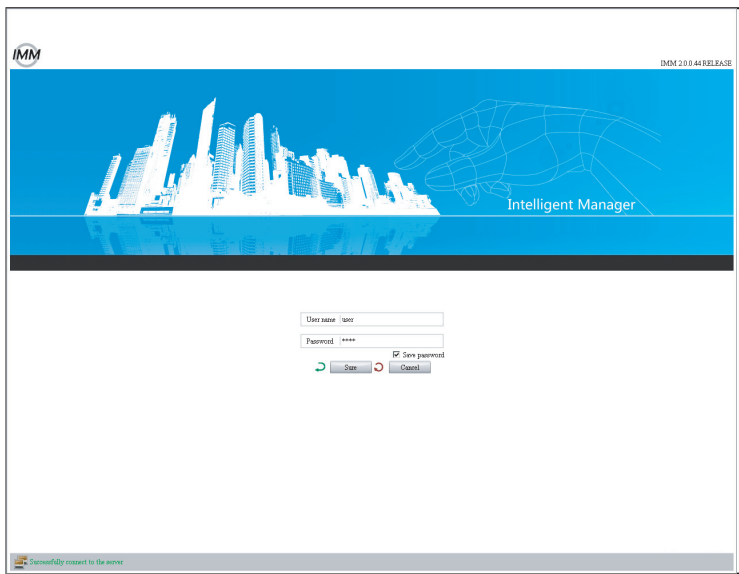 IMM
IMM 2.0.0.44 RELEASE
Intelligent Manager
User name user
Password ****
Save password
Sure Cancel
Successfully connect to the server